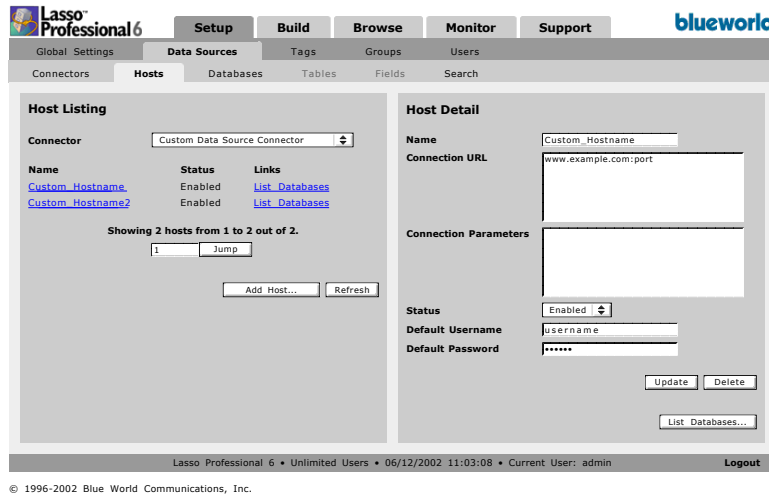 Lasso™
Professional 6
Setup Build Browse Monitor Support
blueworld
Global Settings Data Sources Tags Groups Users
Connectors Hosts Databases Tables Fields Search
Host Listing
Connector Custom Data Source Connector
Name Status Links
Custom_Hostname Enabled List Databases
Custom_Hostname2 Enabled List Databases
Showing 2 hosts from 1 to 2 out of 2.
1 Jump
Add Host... Refresh
Host Detail
Name Custom_Hostname
Connection URL www.example.com:port
Connection Parameters
Status Enabled
Default Username username
Default Password ••••••
Update Delete
List Databases...
Lasso Professional 6 • Unlimited Users • 06/12/2002 11:03:08 • Current User: admin Logout
© 1996-2002 Blue World Communications, Inc.